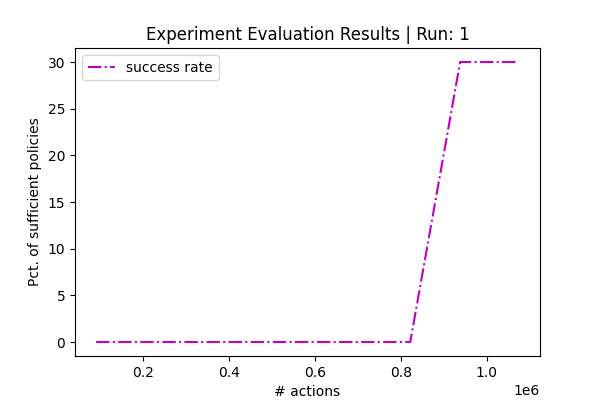 Experiment Evaluation Results | Run: 1
success rate
Pct. of sufficient policies
30
25
20
15
10
5
0
0.2 0.4 0.6 0.8 1.0
1e6
# actions